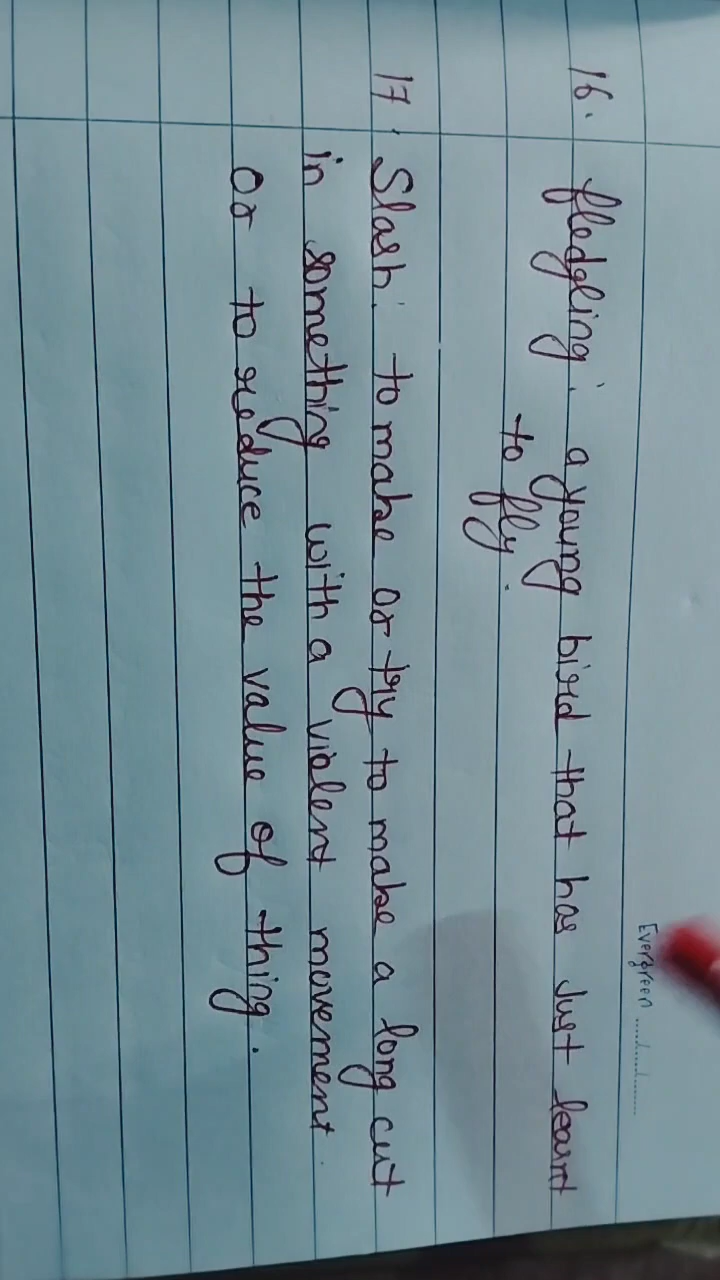 Evergreen ....../......./..........
16. fledgling: a young bird that has Just learnt
to fly.
17. Slash: to make or try to make a long cut
in something with a violent movement.
or to reduce the value of thing.